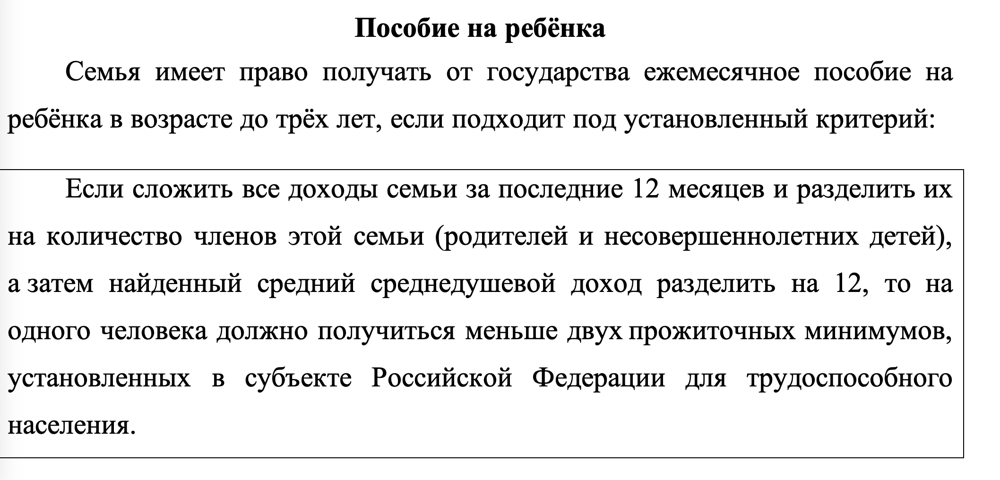 Пособие на ребёнка
Семья имеет право получать от государства ежемесячное пособие на
ребёнка в возрасте до трёх лет, если подходит под установленный критерий:
Если сложить все доходы семьи за последние 12 месяцев и разделить их
на количество членов этой семьи (родителей и несовершеннолетних детей),
а затем найденный средний среднедушевой доход разделить на 12, то на
одного человека должно получиться меньше двух прожиточных минимумов,
установленных в субъекте Российской Федерации для трудоспособного
населения.